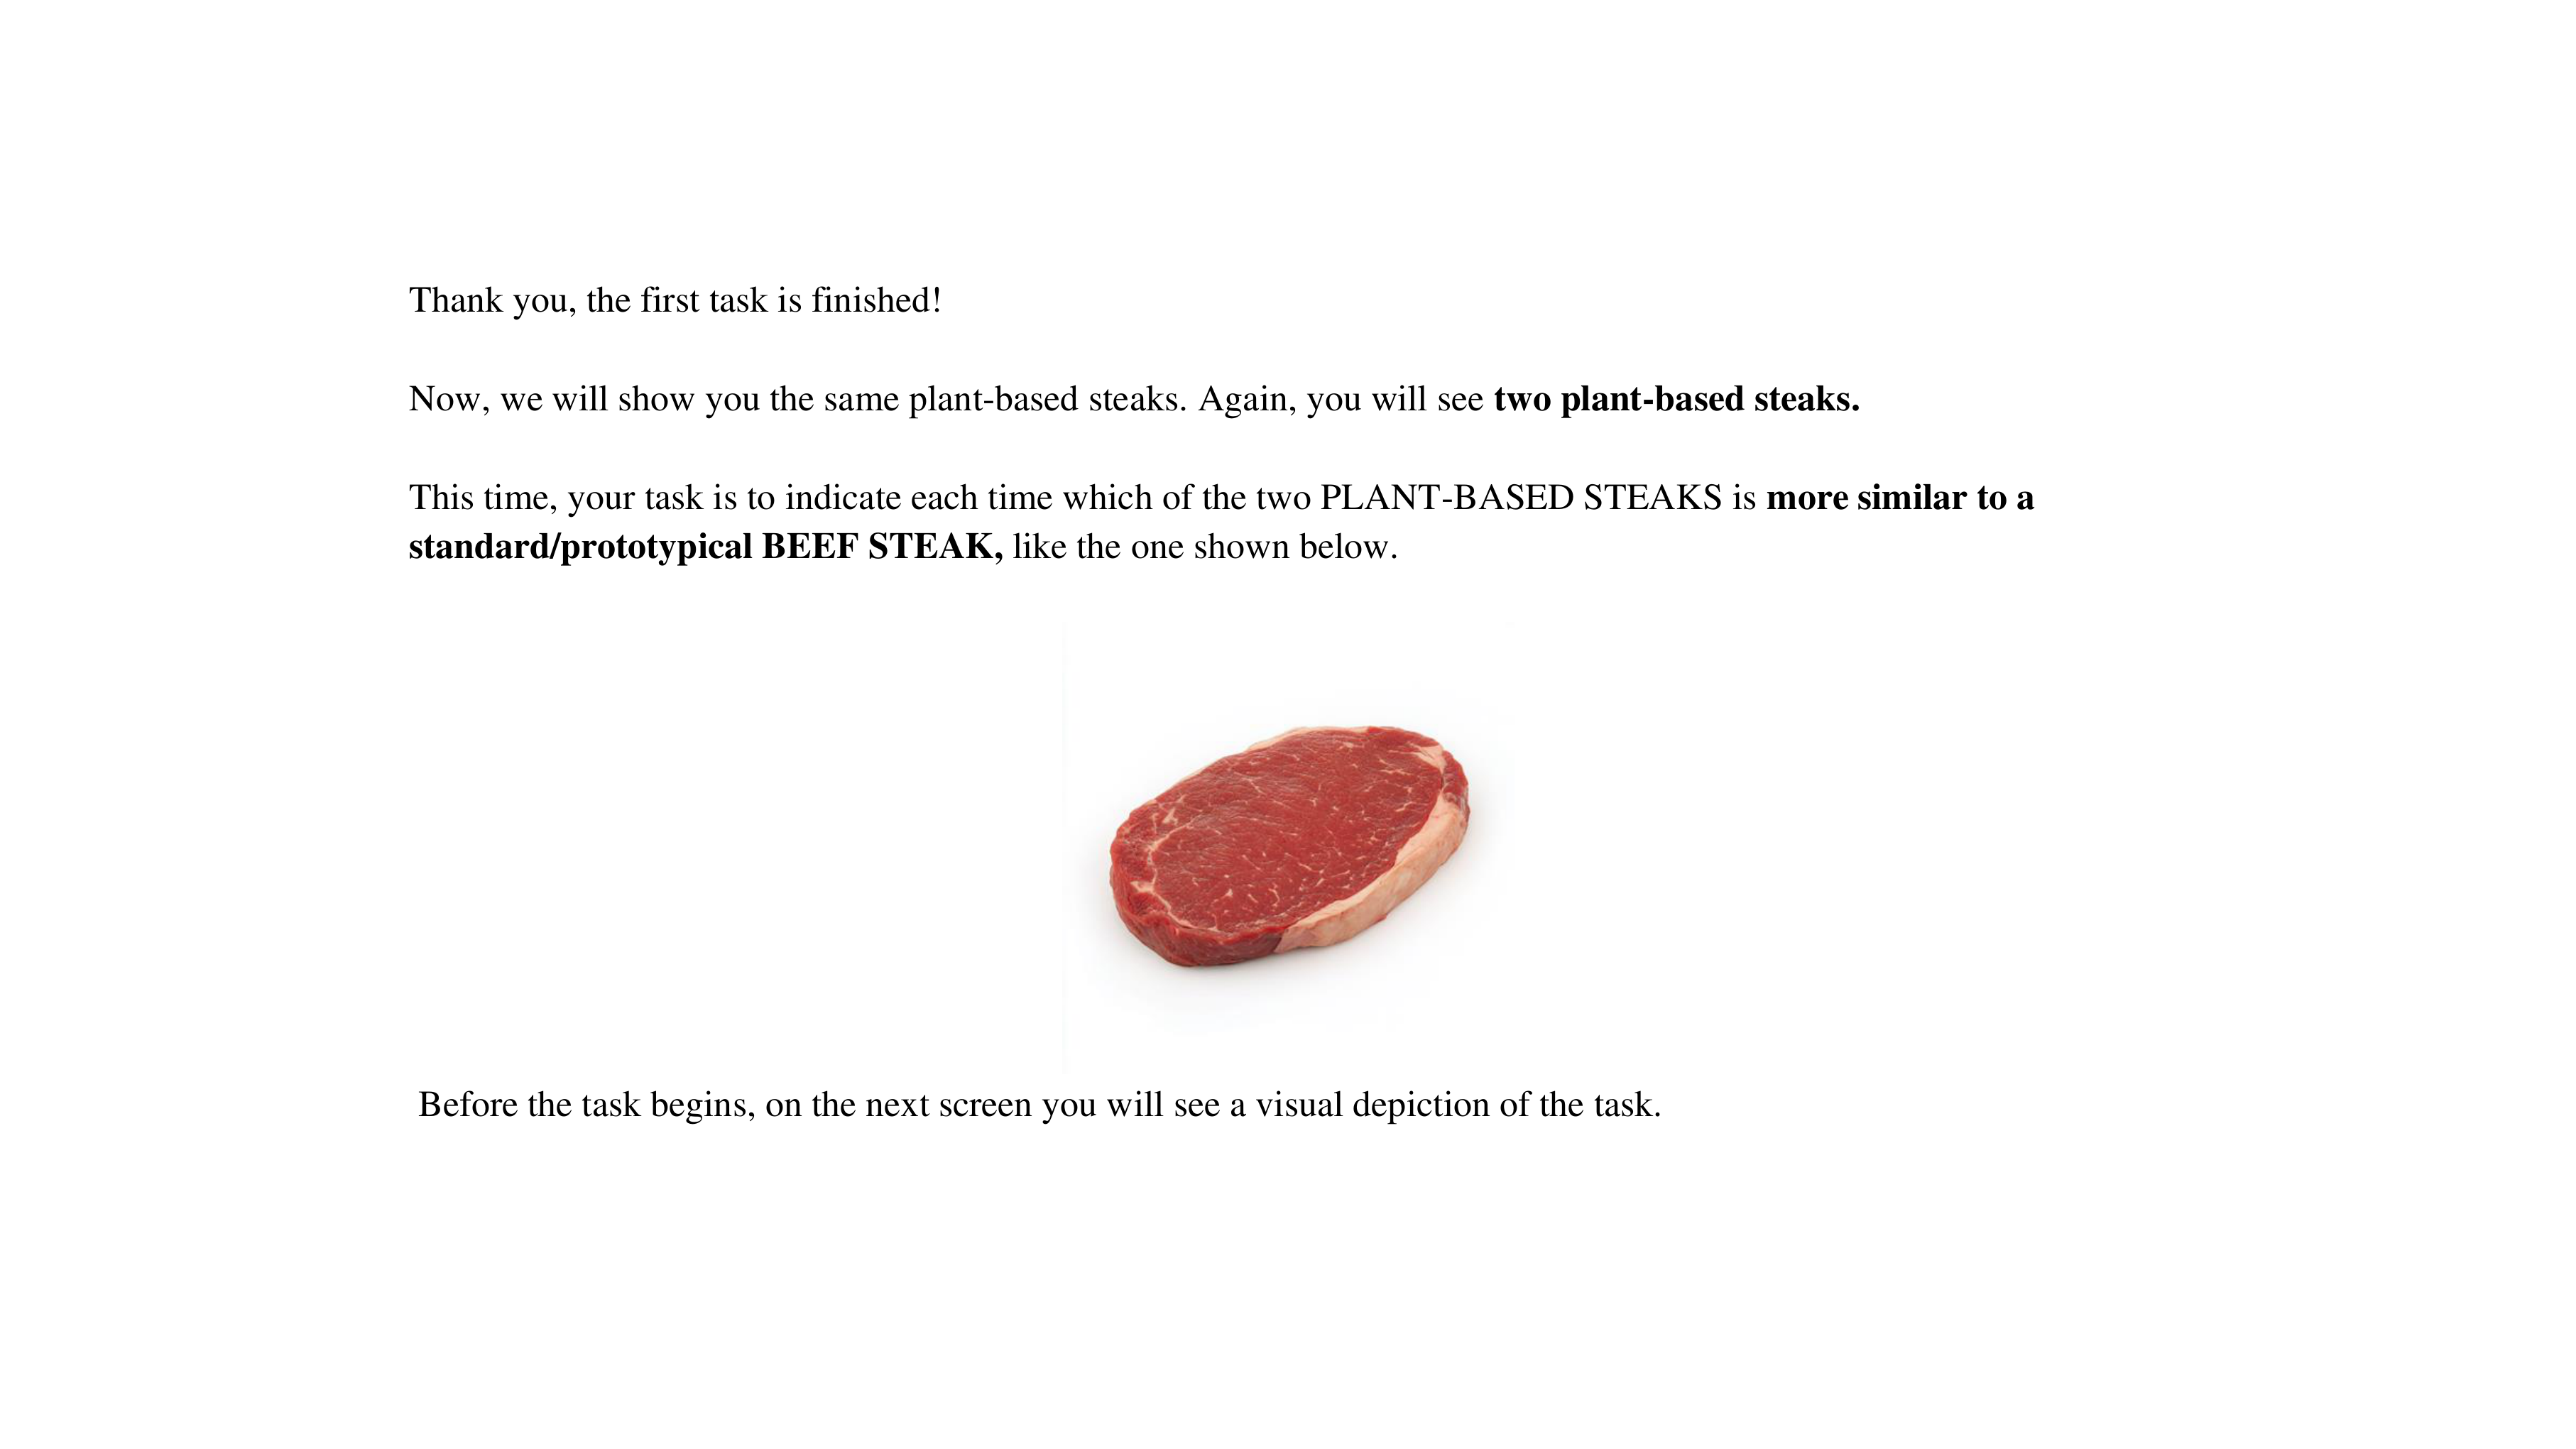 Thank you, the first task is finished!
Now, we will show you the same plant-based steaks. Again, you will see two plant-based steaks.
This time, your task is to indicate each time which of the two PLANT-BASED STEAKS is more similar to a
standard/prototypical BEEF STEAK, like the one shown below.
Before the task begins, on the next screen you will see a visual depiction of the task.